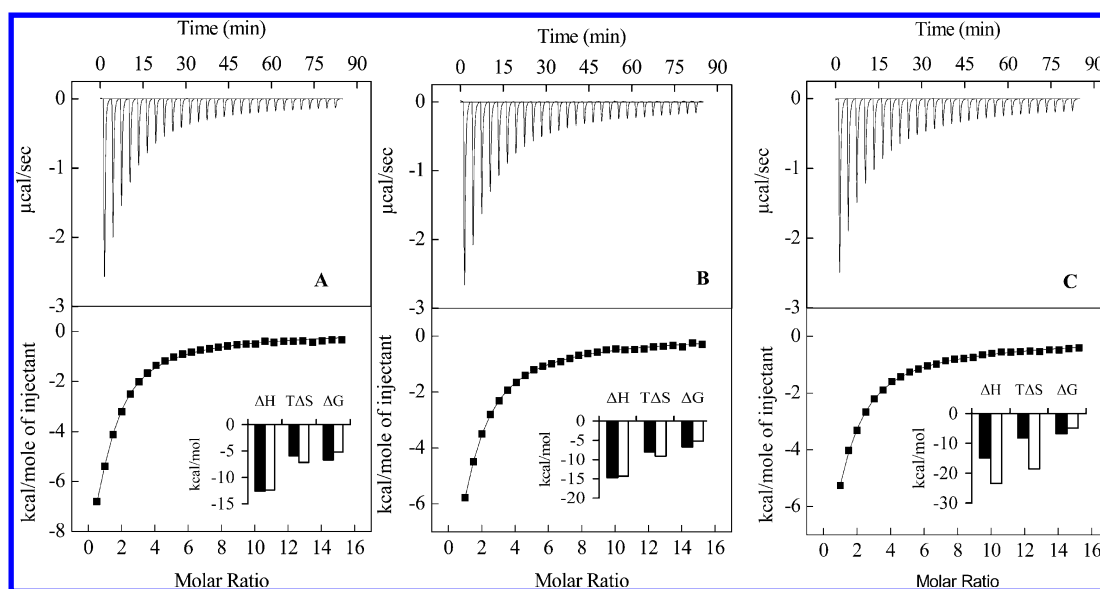 Time (min)
0 15 30 45 60 75 90
0
-1
-2
-3
μcal/sec
A
0
-2
-4
-6
-8
kcal/mole of injectant
ΔH TΔS ΔG
0
-5
-10
-15
kcal/mol
0 2 4 6 8 10 12 14 16
Molar Ratio
Time (min)
0 15 30 45 60 75 90
0
-1
-2
-3
μcal/sec
B
0
-2
-4
-6
kcal/mole of injectant
ΔH TΔS ΔG
0
-5
-10
-15
-20
kcal/mol
0 2 4 6 8 10 12 14 16
Molar Ratio
Time (min)
0 15 30 45 60 75 90
0
-1
-2
-3
μcal/sec
C
0
-2
-4
-6
kcal/mole of injectant
ΔH TΔS ΔG
0
-10
-20
-30
kcal/mol
0 2 4 6 8 10 12 14 16
Molar Ratio